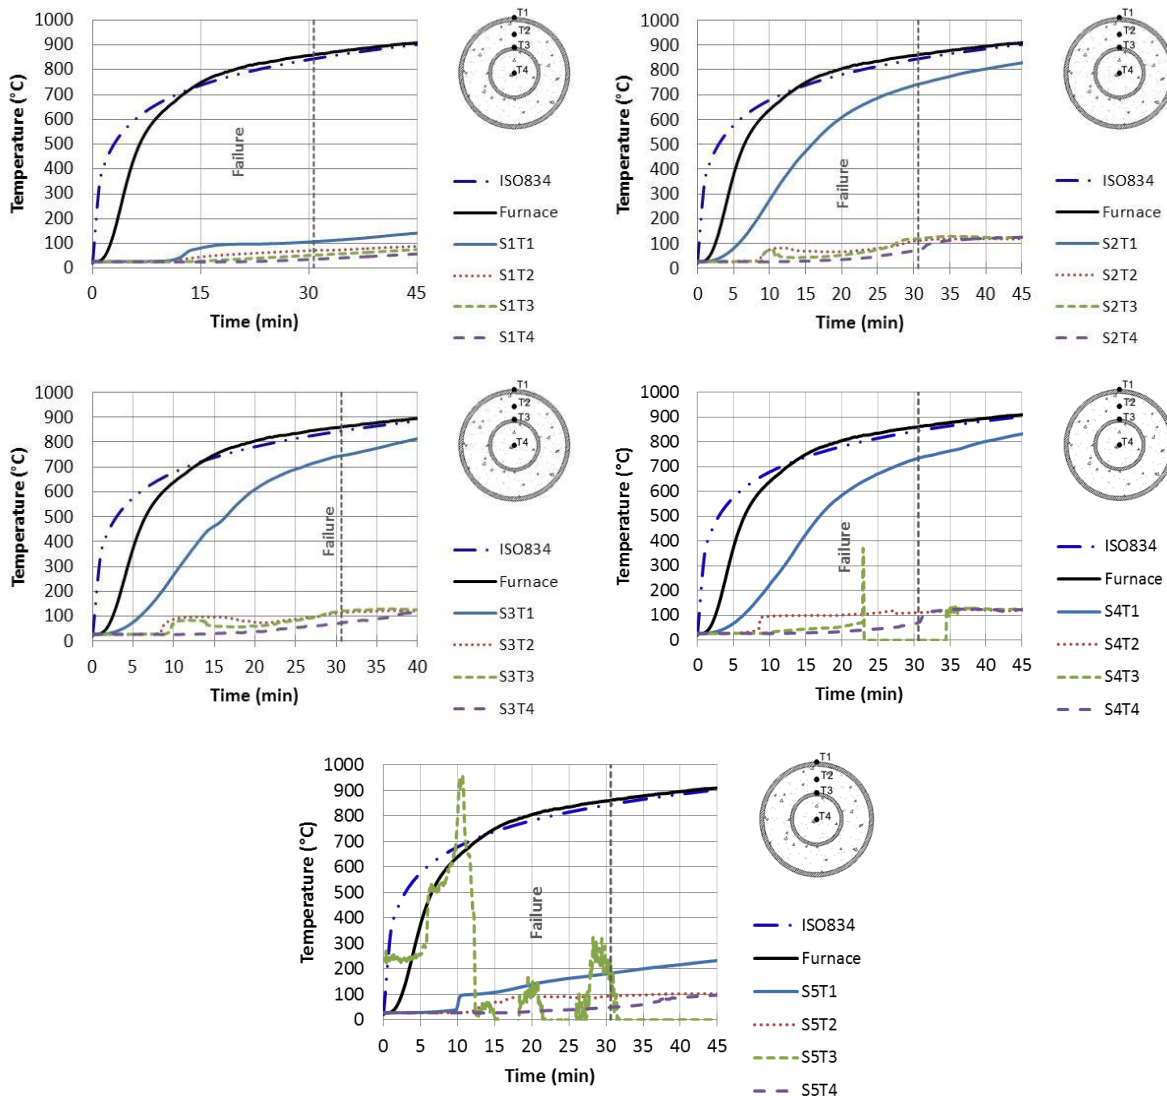 1000
900
800
700
600
500
400
300
200
100
0
Temperature (°C)
0 15 30 45
Time (min)
Failure
T1
T2
T3
T4
ISO834
Furnace
S1T1
S1T2
S1T3
S1T4
1000
900
800
700
600
500
400
300
200
100
0
Temperature (°C)
0 5 10 15 20 25 30 35 40 45
Time (min)
Failure
T1
T2
T3
T4
ISO834
Furnace
S2T1
S2T2
S2T3
S2T4
1000
900
800
700
600
500
400
300
200
100
0
Temperature (°C)
0 5 10 15 20 25 30 35 40
Time (min)
Failure
T1
T2
T3
T4
ISO834
Furnace
S3T1
S3T2
S3T3
S3T4
1000
900
800
700
600
500
400
300
200
100
0
Temperature (°C)
0 5 10 15 20 25 30 35 40 45
Time (min)
Failure
T1
T2
T3
T4
ISO834
Furnace
S4T1
S4T2
S4T3
S4T4
1000
900
800
700
600
500
400
300
200
100
0
Temperature (°C)
0 5 10 15 20 25 30 35 40 45
Time (min)
Failure
T1
T2
T3
T4
ISO834
Furnace
S5T1
S5T2
S5T3
S5T4